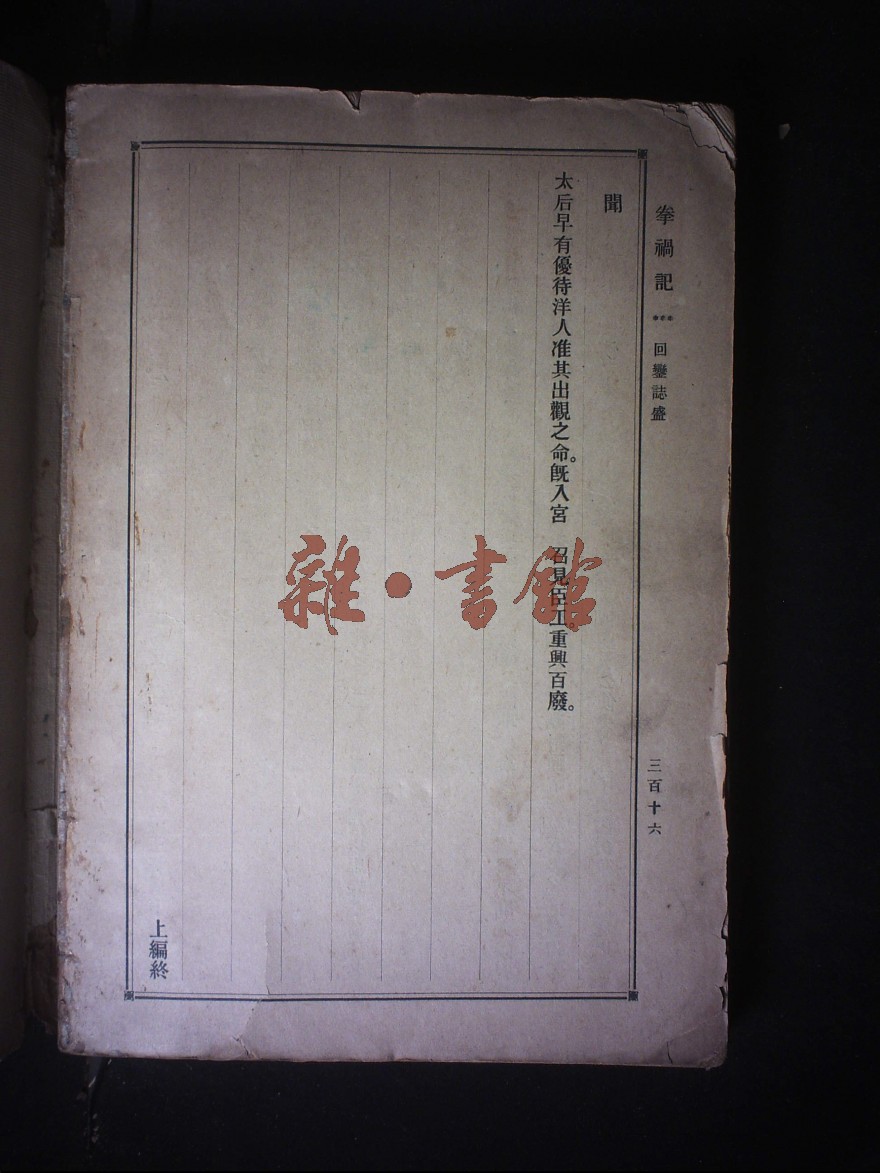 拳禍記 回鑾誌盛 三百十六
聞
太后早有優待洋人准其出觀之命。旣入宮 召見臣工。重興百廢。
上編終
雜·書館